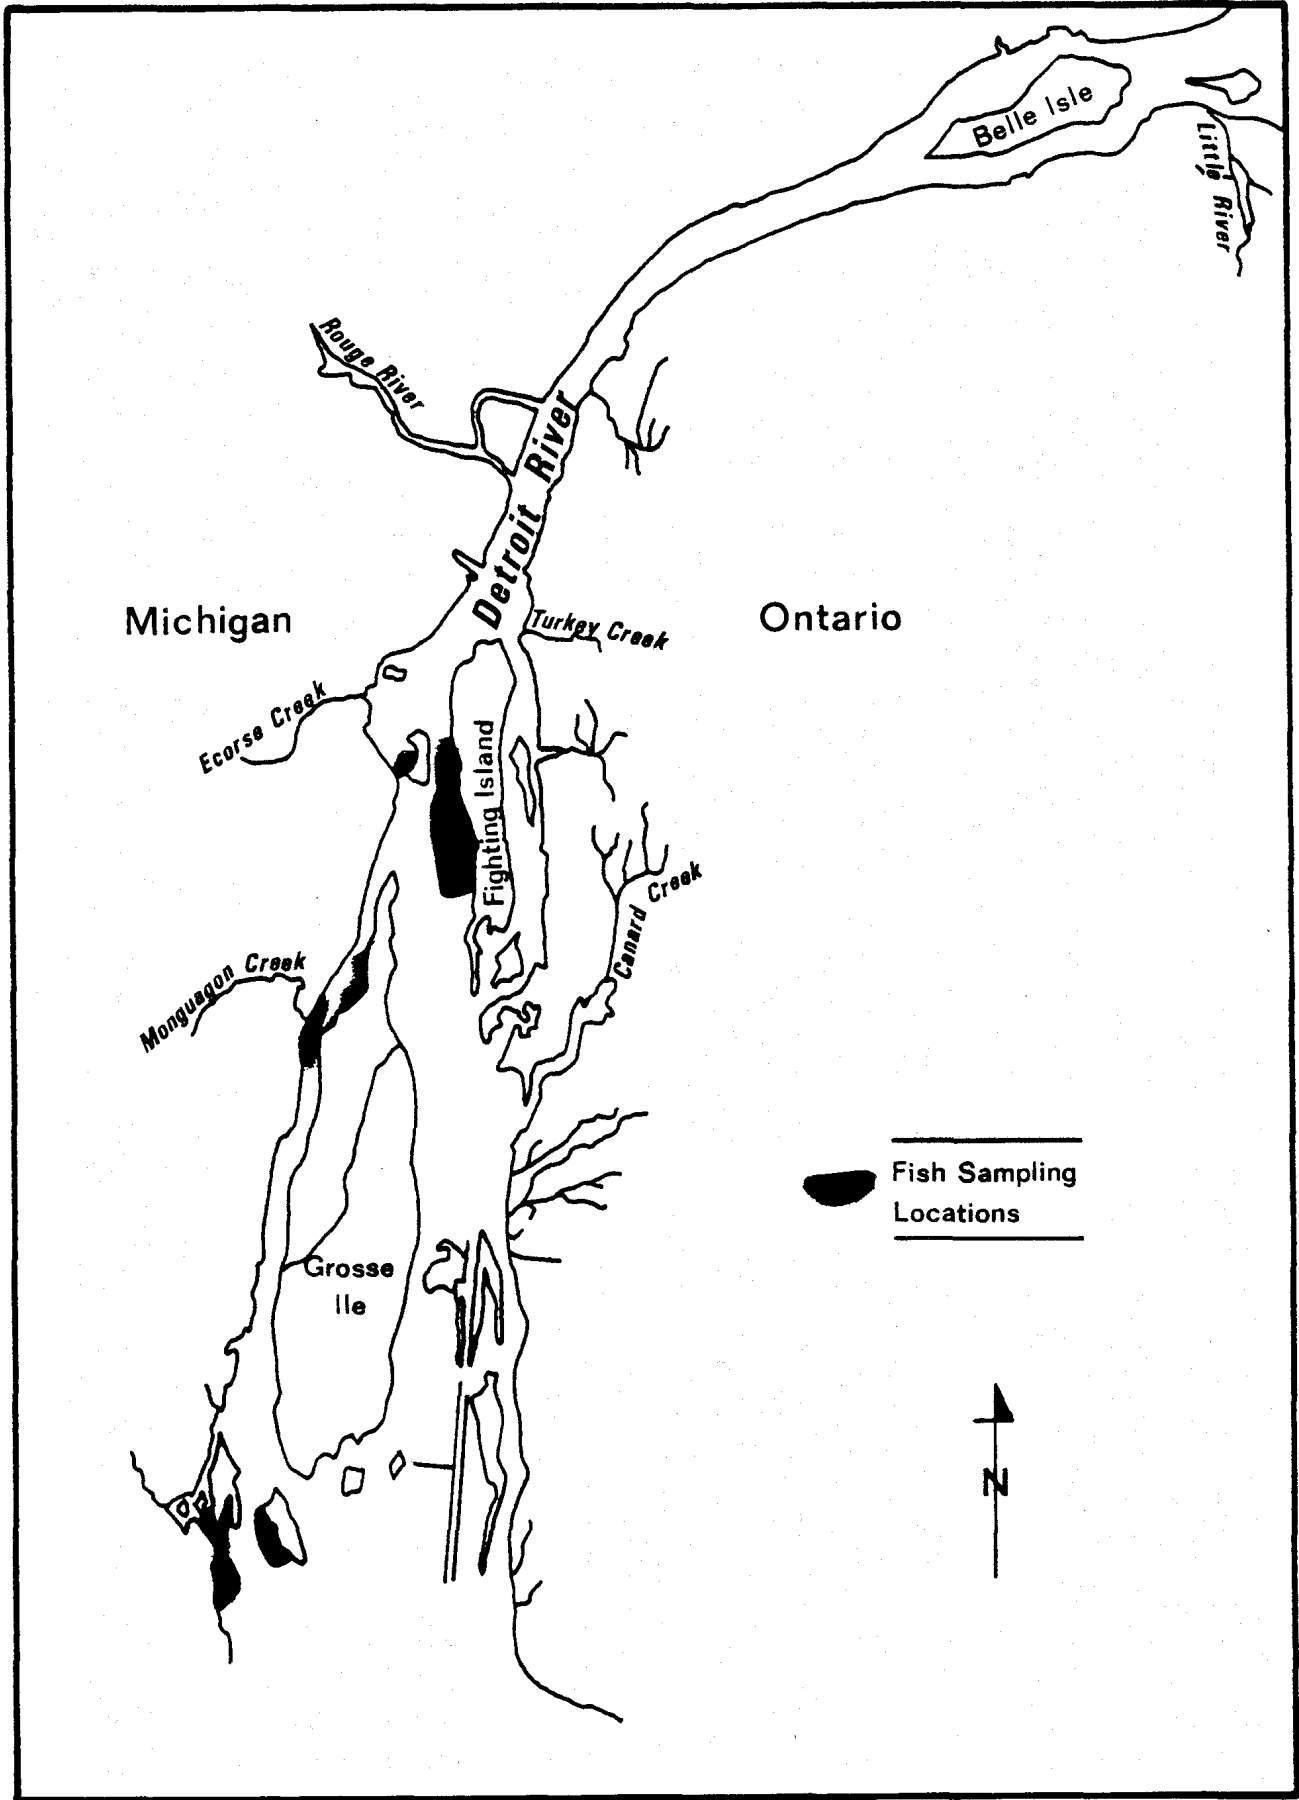 Belle Isle
Little River
Rouge River
Detroit River
Michigan
Ontario
Turkey Creek
Ecorse Creek
Fighting Island
Canard Creek
Monguagon Creek
Fish Sampling
Locations
Grosse
Ile
N